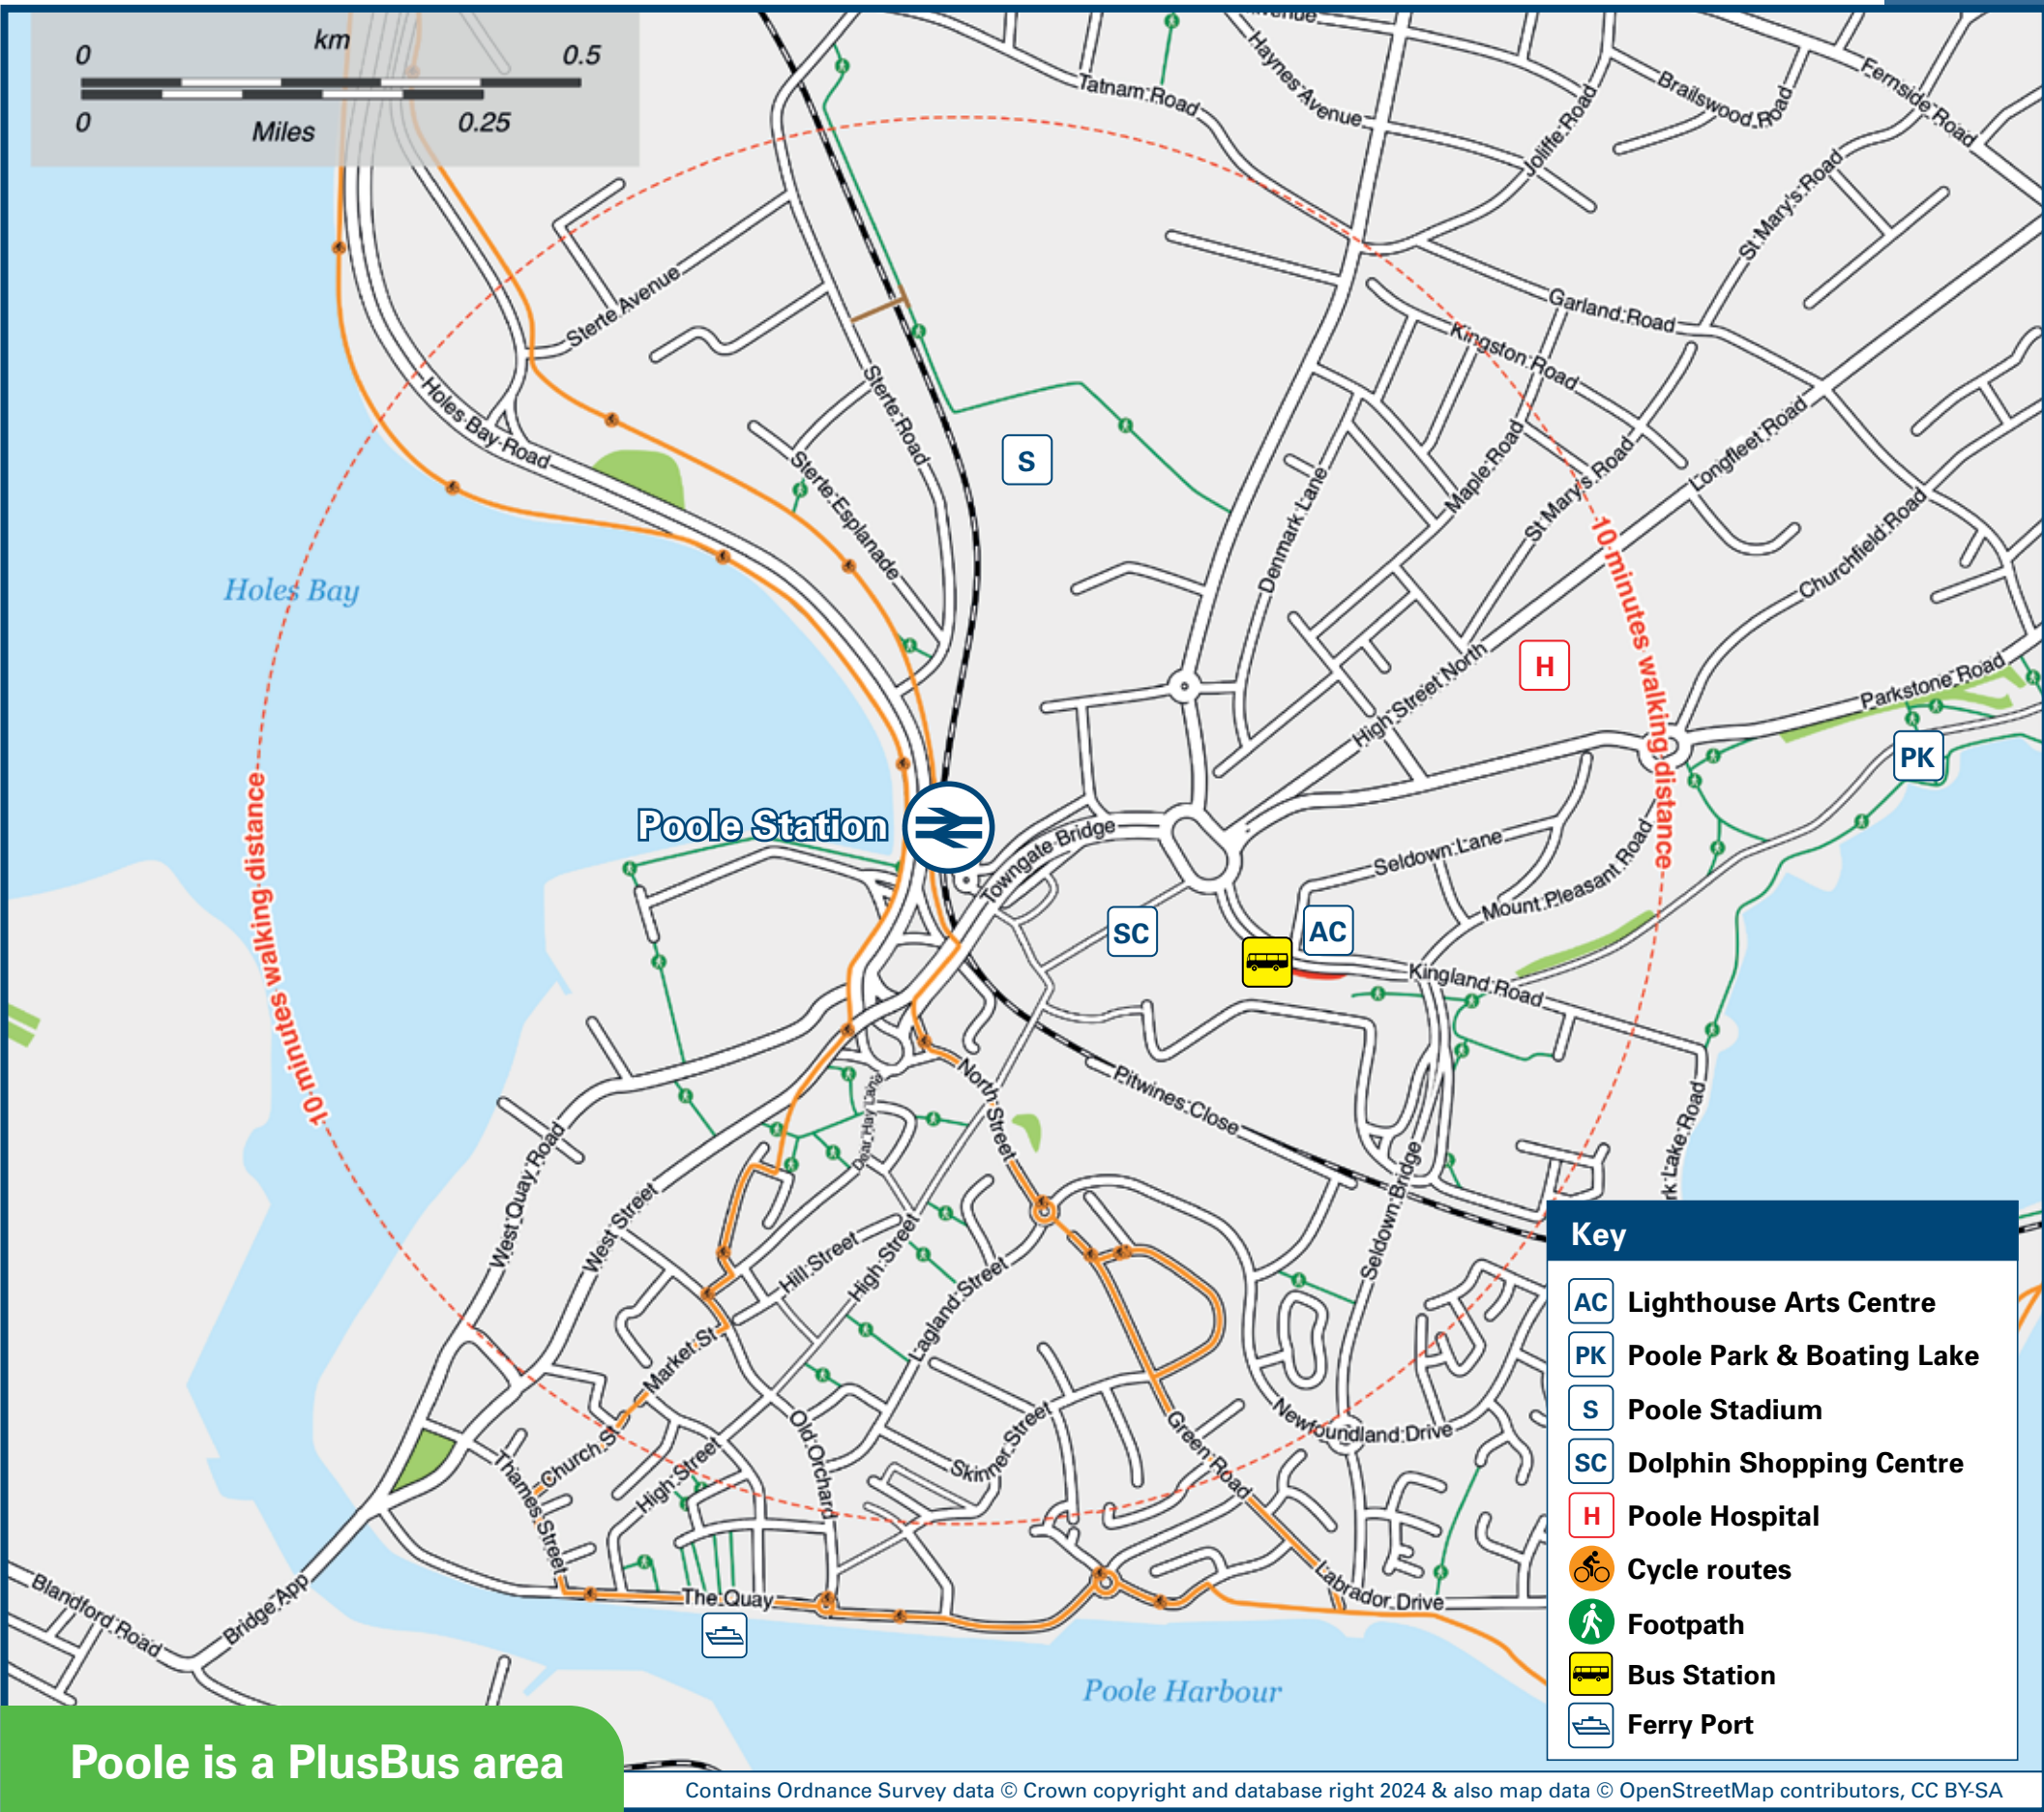 km
0
0.5
0
0.25
Miles
Tatnam Road
Haynes Avenue
Joliffe Road
Brailswood Road
Fernside Road
St Mary's Road
Sterte Avenue
Garland Road
Kingston Road
Holes Bay Road
Sterte Road
S
Sterte Esplanade
Denmark Lane
Maple Road
St Mary's Road
Longfleet Road
Churchfield Road
Holes Bay
10 minutes walking distance
H
High Street North
Parkstone Road
PK
Poole Station
Towngate Bridge
Seldown Lane
Mount Pleasant Road
10 minutes walking distance
SC
AC
Kingland Road
North Street
Dear Hay Lane
Pitwines Close
West Quay Road
West Street
Hill Street
High Street
Lagland Street
Seldown Bridge
rk Lake Road
Market St
Church St
Thames Street
High Street
Old Orchard
Skinner Street
Green Road
Newfoundland Drive
The Quay
Labrador Drive
Blandford Road
Bridge App
Poole Harbour
Key
AC Lighthouse Arts Centre
PK Poole Park & Boating Lake
S Poole Stadium
SC Dolphin Shopping Centre
H Poole Hospital
Cycle routes
Footpath
Bus Station
Ferry Port
Poole is a PlusBus area
Contains Ordnance Survey data © Crown copyright and database right 2024 & also map data © OpenStreetMap contributors, CC BY-SA